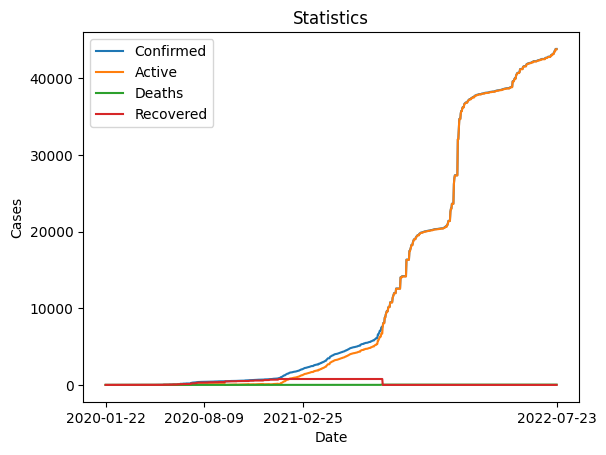 Statistics
Confirmed
Active
Deaths
Recovered
40000
30000
20000
10000
0
Cases
2020-01-22 2020-08-09 2021-02-25 2022-07-23
Date